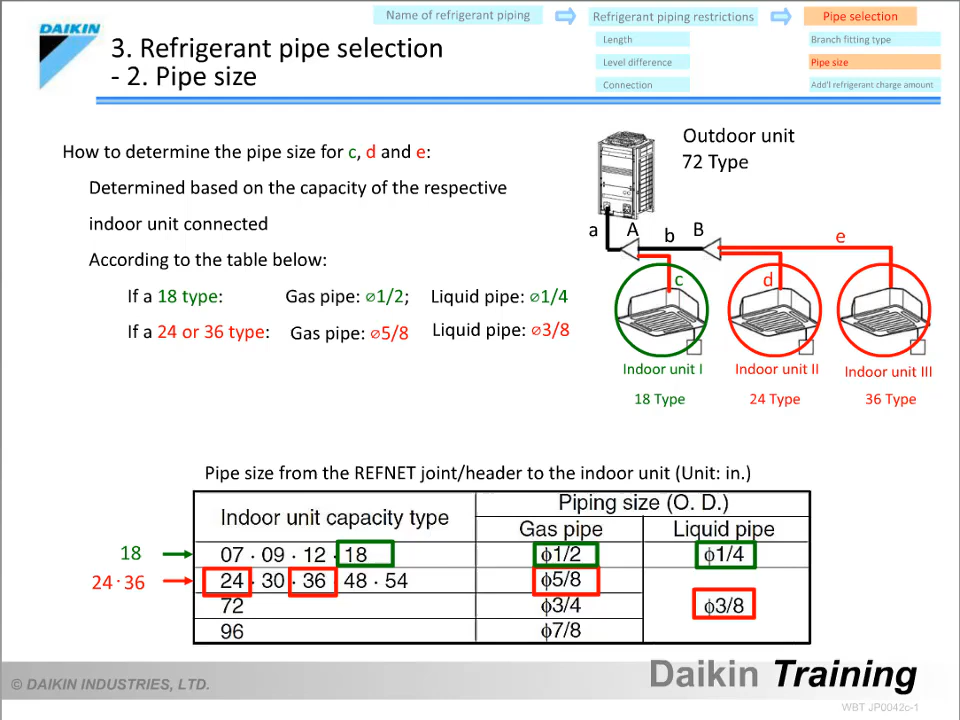 DAIKIN
Name of refrigerant piping
Refrigerant piping restrictions
Pipe selection
Length
Level difference
Connection
Branch fitting type
Pipe size
Add'l refrigerant charge amount
3. Refrigerant pipe selection
- 2. Pipe size
How to determine the pipe size for c, d and e:
Determined based on the capacity of the respective
indoor unit connected
According to the table below:
If a 18 type: Gas pipe: ⌀1/2; Liquid pipe: ⌀1/4
If a 24 or 36 type: Gas pipe: ⌀5/8 Liquid pipe: ⌀3/8
Outdoor unit
72 Type
a A b B e
c d
Indoor unit I Indoor unit II Indoor unit III
18 Type 24 Type 36 Type
Pipe size from the REFNET joint/header to the indoor unit (Unit: in.)
Indoor unit capacity type Piping size (O. D.)
Gas pipe Liquid pipe
18 07 · 09 · 12 · 18 ϕ1/2 ϕ1/4
24 · 36 24 · 30 · 36 · 48 · 54 ϕ5/8
72 ϕ3/4 ϕ3/8
96 ϕ7/8
© DAIKIN INDUSTRIES, LTD.
Daikin Training
WBT JP0042c-1